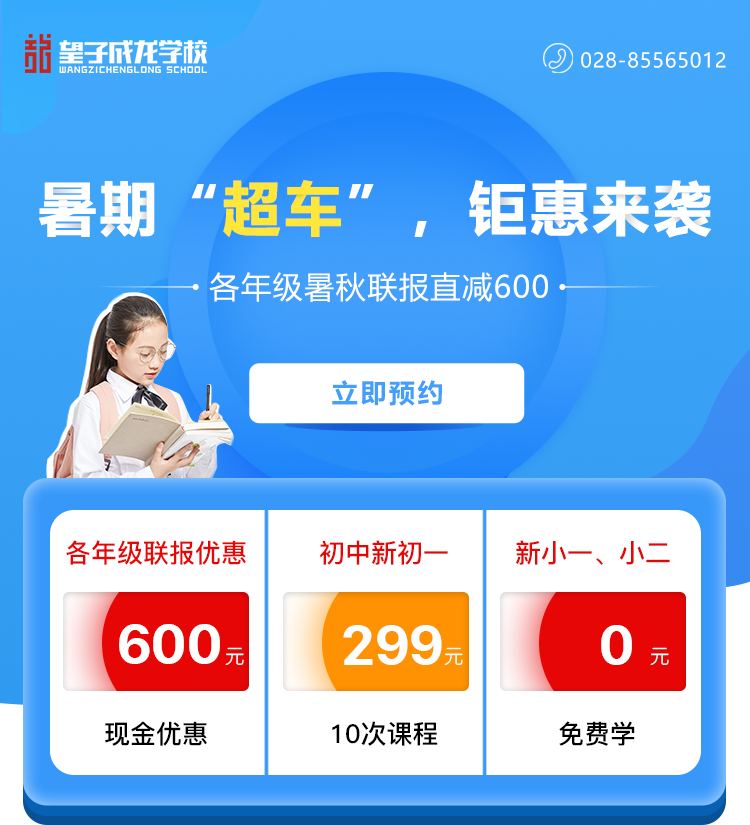 望子成龙学校
WANGZICHENGLONG SCHOOL
028-85565012
暑期“超车”，钜惠来袭
各年级暑秋联报直减600
立即预约
各年级联报优惠
600元
现金优惠
初中新初一
299元
10次课程
新小一、小二
0元
免费学